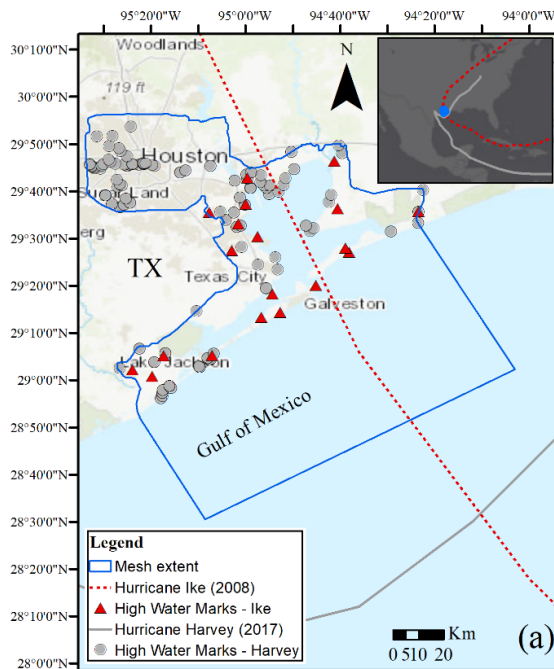 95°20'0"W 95°0'0"W 94°40'0"W 94°20'0"W 94°0'0"W
30°10'0"N
30°0'0"N
29°50'0"N
29°40'0"N
29°30'0"N
29°20'0"N
29°10'0"N
29°0'0"N
28°50'0"N
28°40'0"N
28°30'0"N
28°20'0"N
28°10'0"N
28°0'0"N
Woodlands
N
119 ft
Houston
Land
erg
TX
Texas City
Galveston
Lake Jackson
Gulf of Mexico
Legend
Mesh extent
Hurricane Ike (2008)
High Water Marks - Ike
Hurricane Harvey (2017)
High Water Marks - Harvey
Km
0 5 10 20
(a)